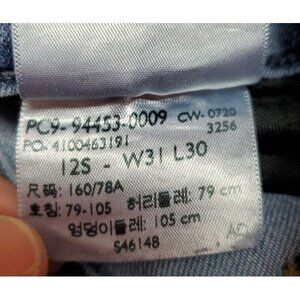 PC9- 94453-0009 CW-0720
3256
PO. 4100463191
12S - W31 L30
尺码: 160/78A 허리둘레: 79 cm
호칭: 79-105
엉덩이둘레: 105 cm
S4614B